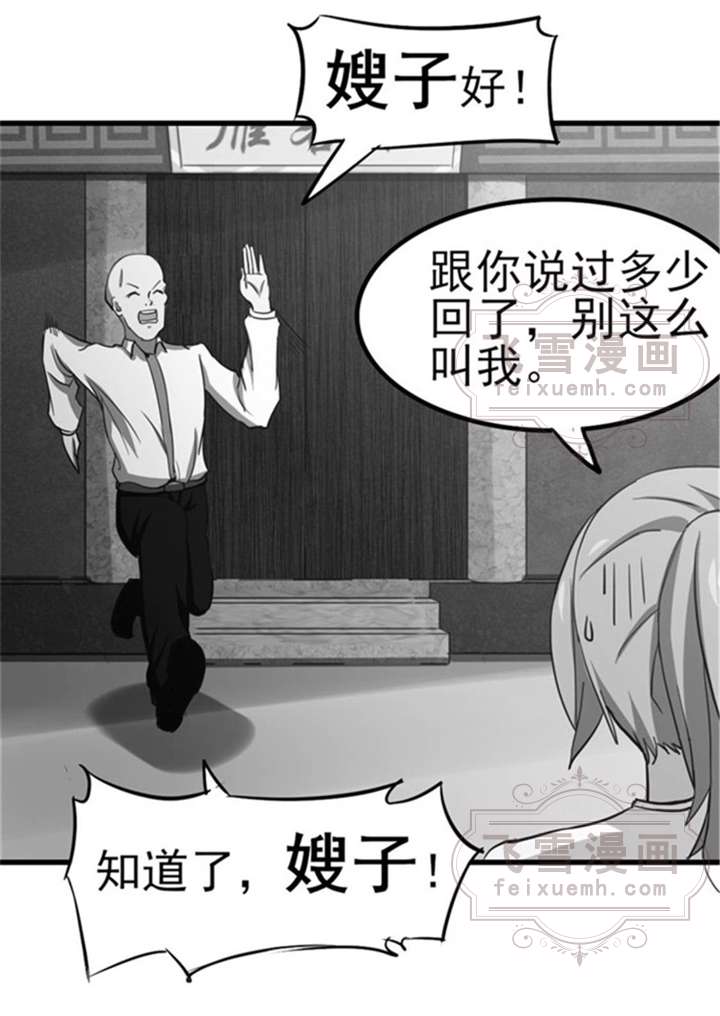 嫂子好！
跟你说过多少
回了，别这么
叫我。
飞雪漫画
feixuemh.com
知道了，嫂子！
飞雪漫画
feixuemh.com